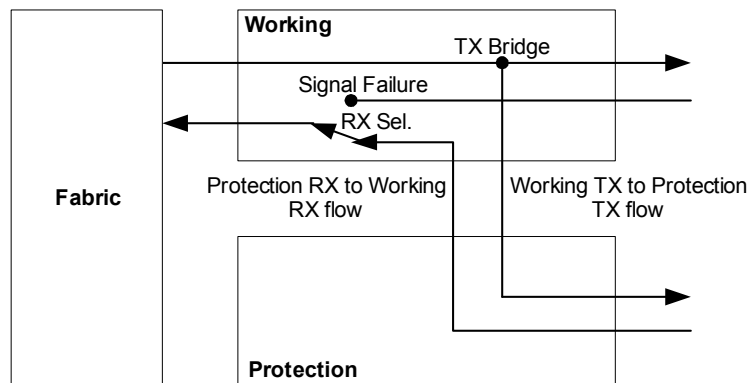 Working
TX Bridge
Signal Failure
RX Sel.
Protection RX to Working
RX flow
Working TX to Protection
TX flow
Fabric
Protection